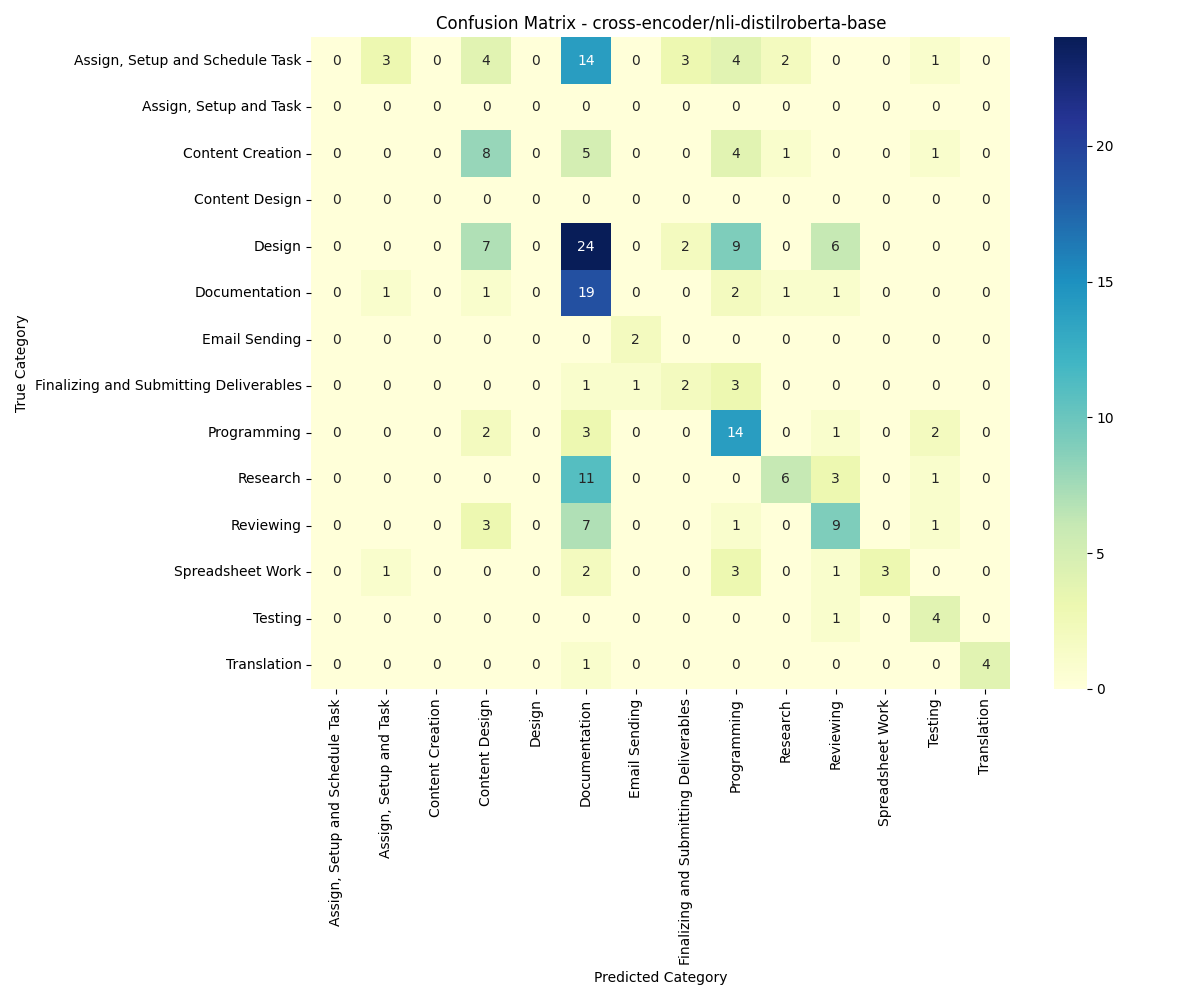 Confusion Matrix - cross-encoder/nli-distilroberta-base
True Category
Assign, Setup and Schedule Task 0 3 0 4 0 14 0 3 4 2 0 0 1 0
Assign, Setup and Task 0 0 0 0 0 0 0 0 0 0 0 0 0 0
Content Creation 0 0 0 8 0 5 0 0 4 1 0 0 1 0
Content Design 0 0 0 0 0 0 0 0 0 0 0 0 0 0
Design 0 0 0 7 0 24 0 2 9 0 6 0 0 0
Documentation 0 1 0 1 0 19 0 0 2 1 1 0 0 0
Email Sending 0 0 0 0 0 0 2 0 0 0 0 0 0 0
Finalizing and Submitting Deliverables 0 0 0 0 0 1 1 2 3 0 0 0 0 0
Programming 0 0 0 2 0 3 0 0 14 0 1 0 2 0
Research 0 0 0 0 0 11 0 0 0 6 3 0 1 0
Reviewing 0 0 0 3 0 7 0 0 1 0 9 0 1 0
Spreadsheet Work 0 1 0 0 0 2 0 0 3 0 1 3 0 0
Testing 0 0 0 0 0 0 0 0 0 0 1 0 4 0
Translation 0 0 0 0 0 1 0 0 0 0 0 0 0 4
Assign, Setup and Schedule Task
Assign, Setup and Task
Content Creation
Content Design
Design
Documentation
Email Sending
Finalizing and Submitting Deliverables
Programming
Research
Reviewing
Spreadsheet Work
Testing
Translation
Predicted Category
20
15
10
5
0